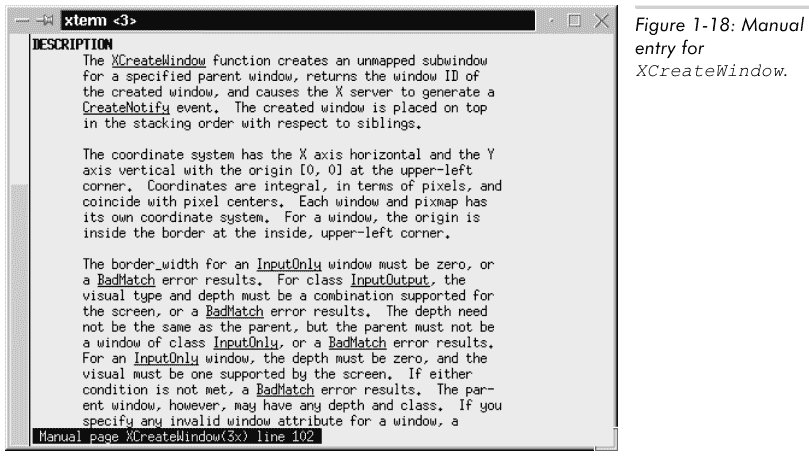 xterm <3>
DESCRIPTION
The XCreateWindow function creates an unmapped subwindow
for a specified parent window, returns the window ID of
the created window, and causes the X server to generate a
CreateNotify event.  The created window is placed on top
in the stacking order with respect to siblings.
The coordinate system has the X axis horizontal and the Y
axis vertical with the origin [0, 0] at the upper-left
corner.  Coordinates are integral, in terms of pixels, and
coincide with pixel centers.  Each window and pixmap has
its own coordinate system.  For a window, the origin is
inside the border at the inside, upper-left corner.
The border_width for an InputOnly window must be zero, or
a BadMatch error results.  For class InputOutput, the
visual type and depth must be a combination supported for
the screen, or a BadMatch error results.  The depth need
not be the same as the parent, but the parent must not be
a window of class InputOnly, or a BadMatch error results.
For an InputOnly window, the depth must be zero, and the
visual must be one supported by the screen.  If either
condition is not met, a BadMatch error results.  The par-
ent window, however, may have any depth and class.  If you
specify any invalid window attribute for a window, a
Manual page XCreateWindow(3x) line 102
Figure 1-18: Manual
entry for
XCreateWindow.